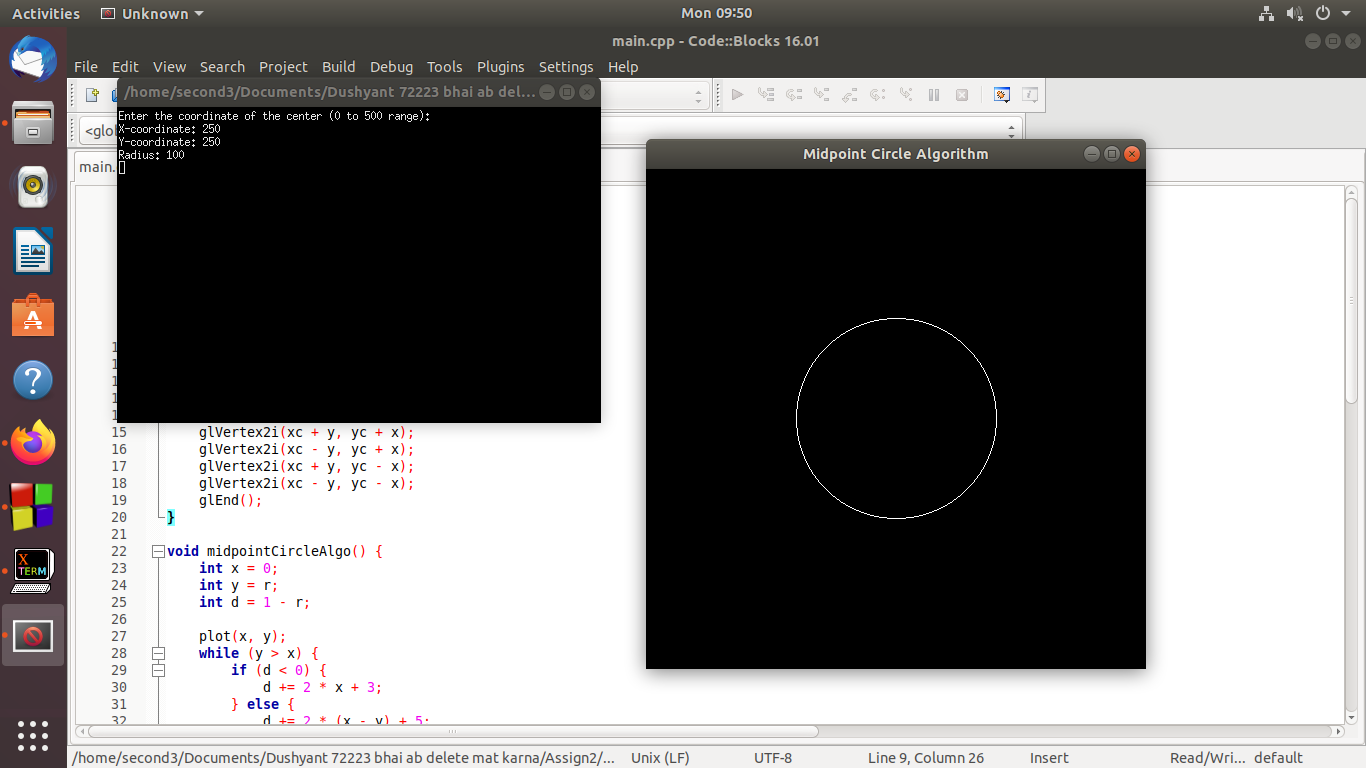 Activities Unknown Mon 09:50
main.cpp - Code::Blocks 16.01
File Edit View Search Project Build Debug Tools Plugins Settings Help
/home/second3/Documents/Dushyant 72223 bhai ab del...
Enter the coordinate of the center (0 to 500 range):
X-coordinate: 250
Y-coordinate: 250
Radius: 100
<glo
main.
Midpoint Circle Algorithm
15 glVertex2i(xc + y, yc + x);
16 glVertex2i(xc - y, yc + x);
17 glVertex2i(xc + y, yc - x);
18 glVertex2i(xc - y, yc - x);
19 glEnd();
20 }
21
22 void midpointCircleAlgo() {
23 int x = 0;
24 int y = r;
25 int d = 1 - r;
26
27 plot(x, y);
28 while (y > x) {
29 if (d < 0) {
30 d += 2 * x + 3;
31 } else {
32 d += 2 * (x - y) + 5;
X TERM
/home/second3/Documents/Dushyant 72223 bhai ab delete mat karna/Assign2/... Unix (LF) UTF-8 Line 9, Column 26 Insert Read/Wri... default